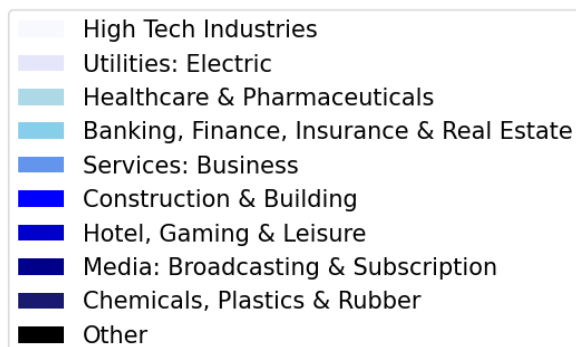 High Tech Industries
Utilities: Electric
Healthcare & Pharmaceuticals
Banking, Finance, Insurance & Real Estate
Services: Business
Construction & Building
Hotel, Gaming & Leisure
Media: Broadcasting & Subscription
Chemicals, Plastics & Rubber
Other